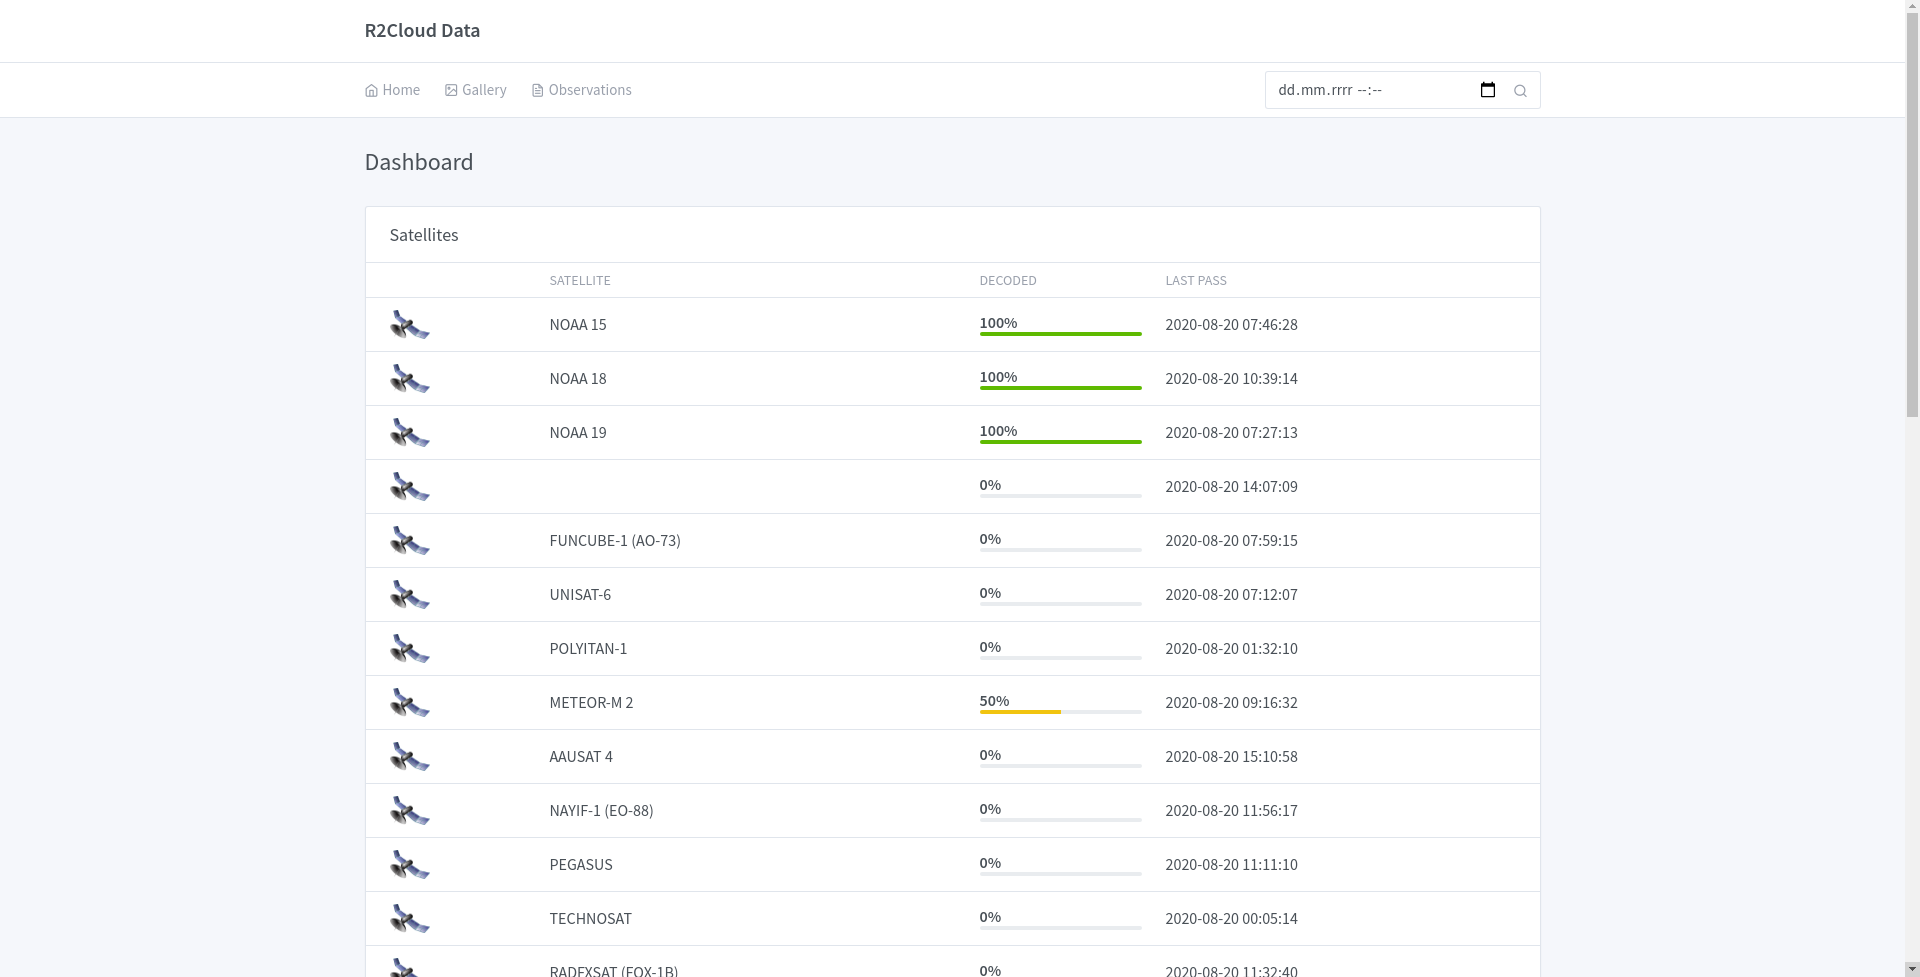 R2Cloud Data
Home Gallery Observations dd.mm.rrrr --:--
Dashboard
Satellites
SATELLITE DECODED LAST PASS
NOAA 15 100% 2020-08-20 07:46:28
NOAA 18 100% 2020-08-20 10:39:14
NOAA 19 100% 2020-08-20 07:27:13
0% 2020-08-20 14:07:09
FUNCUBE-1 (AO-73) 0% 2020-08-20 07:59:15
UNISAT-6 0% 2020-08-20 07:12:07
POLYITAN-1 0% 2020-08-20 01:32:10
METEOR-M 2 50% 2020-08-20 09:16:32
AAUSAT 4 0% 2020-08-20 15:10:58
NAYIF-1 (EO-88) 0% 2020-08-20 11:56:17
PEGASUS 0% 2020-08-20 11:11:10
TECHNOSAT 0% 2020-08-20 00:05:14
RADFXSAT (FOX-1B) 0% 2020-08-20 11:32:40